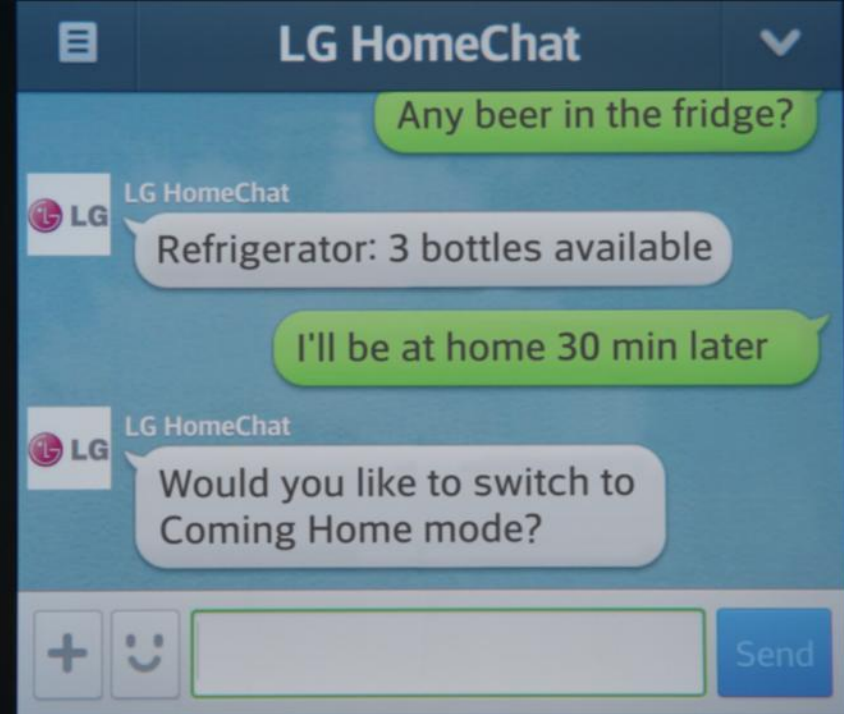 LG HomeChat
Any beer in the fridge?
LG HomeChat
LG
Refrigerator: 3 bottles available
I'll be at home 30 min later
LG HomeChat
LG
Would you like to switch to
Coming Home mode?
Send